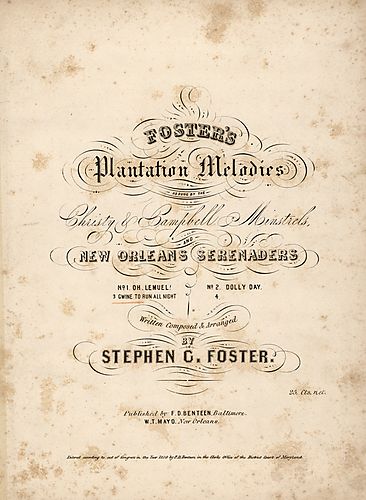 FOSTER'S
Plantation Melodies
AS SUNG BY THE
Christy & Campbell Minstrels,
AND
NEW ORLEANS SERENADERS
No 1. OH. LEMUEL! No 2. DOLLY DAY.
3 GWINE TO RUN ALL NIGHT 4.
Written Composed & Arranged
BY
STEPHEN C. FOSTER.
25. Cts. net.
Published by F. D. BENTEEN, Baltimore.
W. T. MAYO, New Orleans.
Entered according to act of Congress in the Year 1850 by F. D. Benteen in the Clerks Office of the District Court of Maryland.